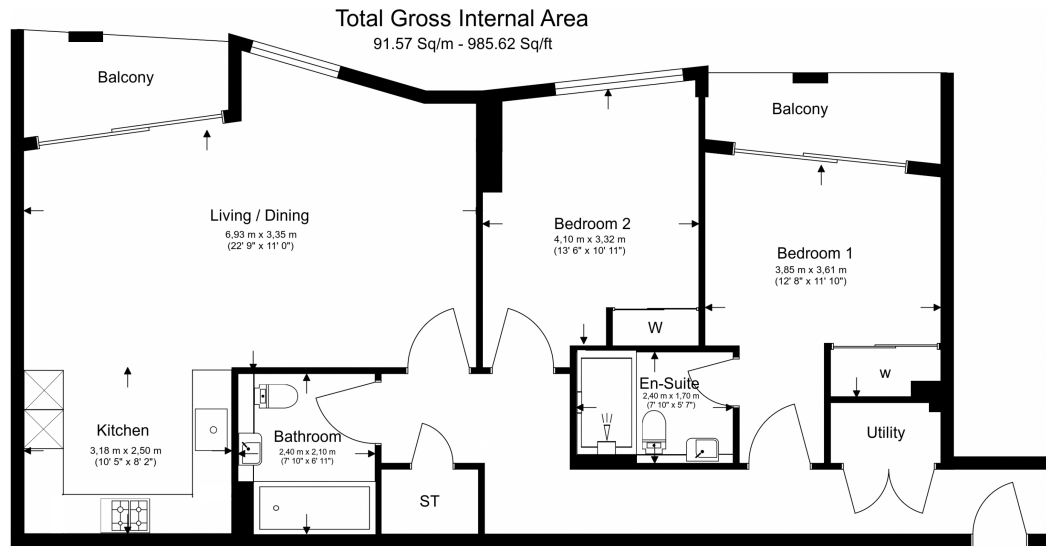 Total Gross Internal Area
91.57 Sq/m - 985.62 Sq/ft
Balcony
Balcony
Living / Dining
6,93 m x 3,35 m
(22' 9" x 11' 0")
Bedroom 2
4,10 m x 3,32 m
(13' 6" x 10' 11")
Bedroom 1
3,85 m x 3,61 m
(12' 8" x 11' 10")
W
w
En-Suite
2,40 m x 1,70 m
(7' 10" x 5' 7")
Kitchen
3,18 m x 2,50 m
(10' 5" x 8' 2")
Bathroom
2,40 m x 2,10 m
(7' 10" x 6' 11")
Utility
ST